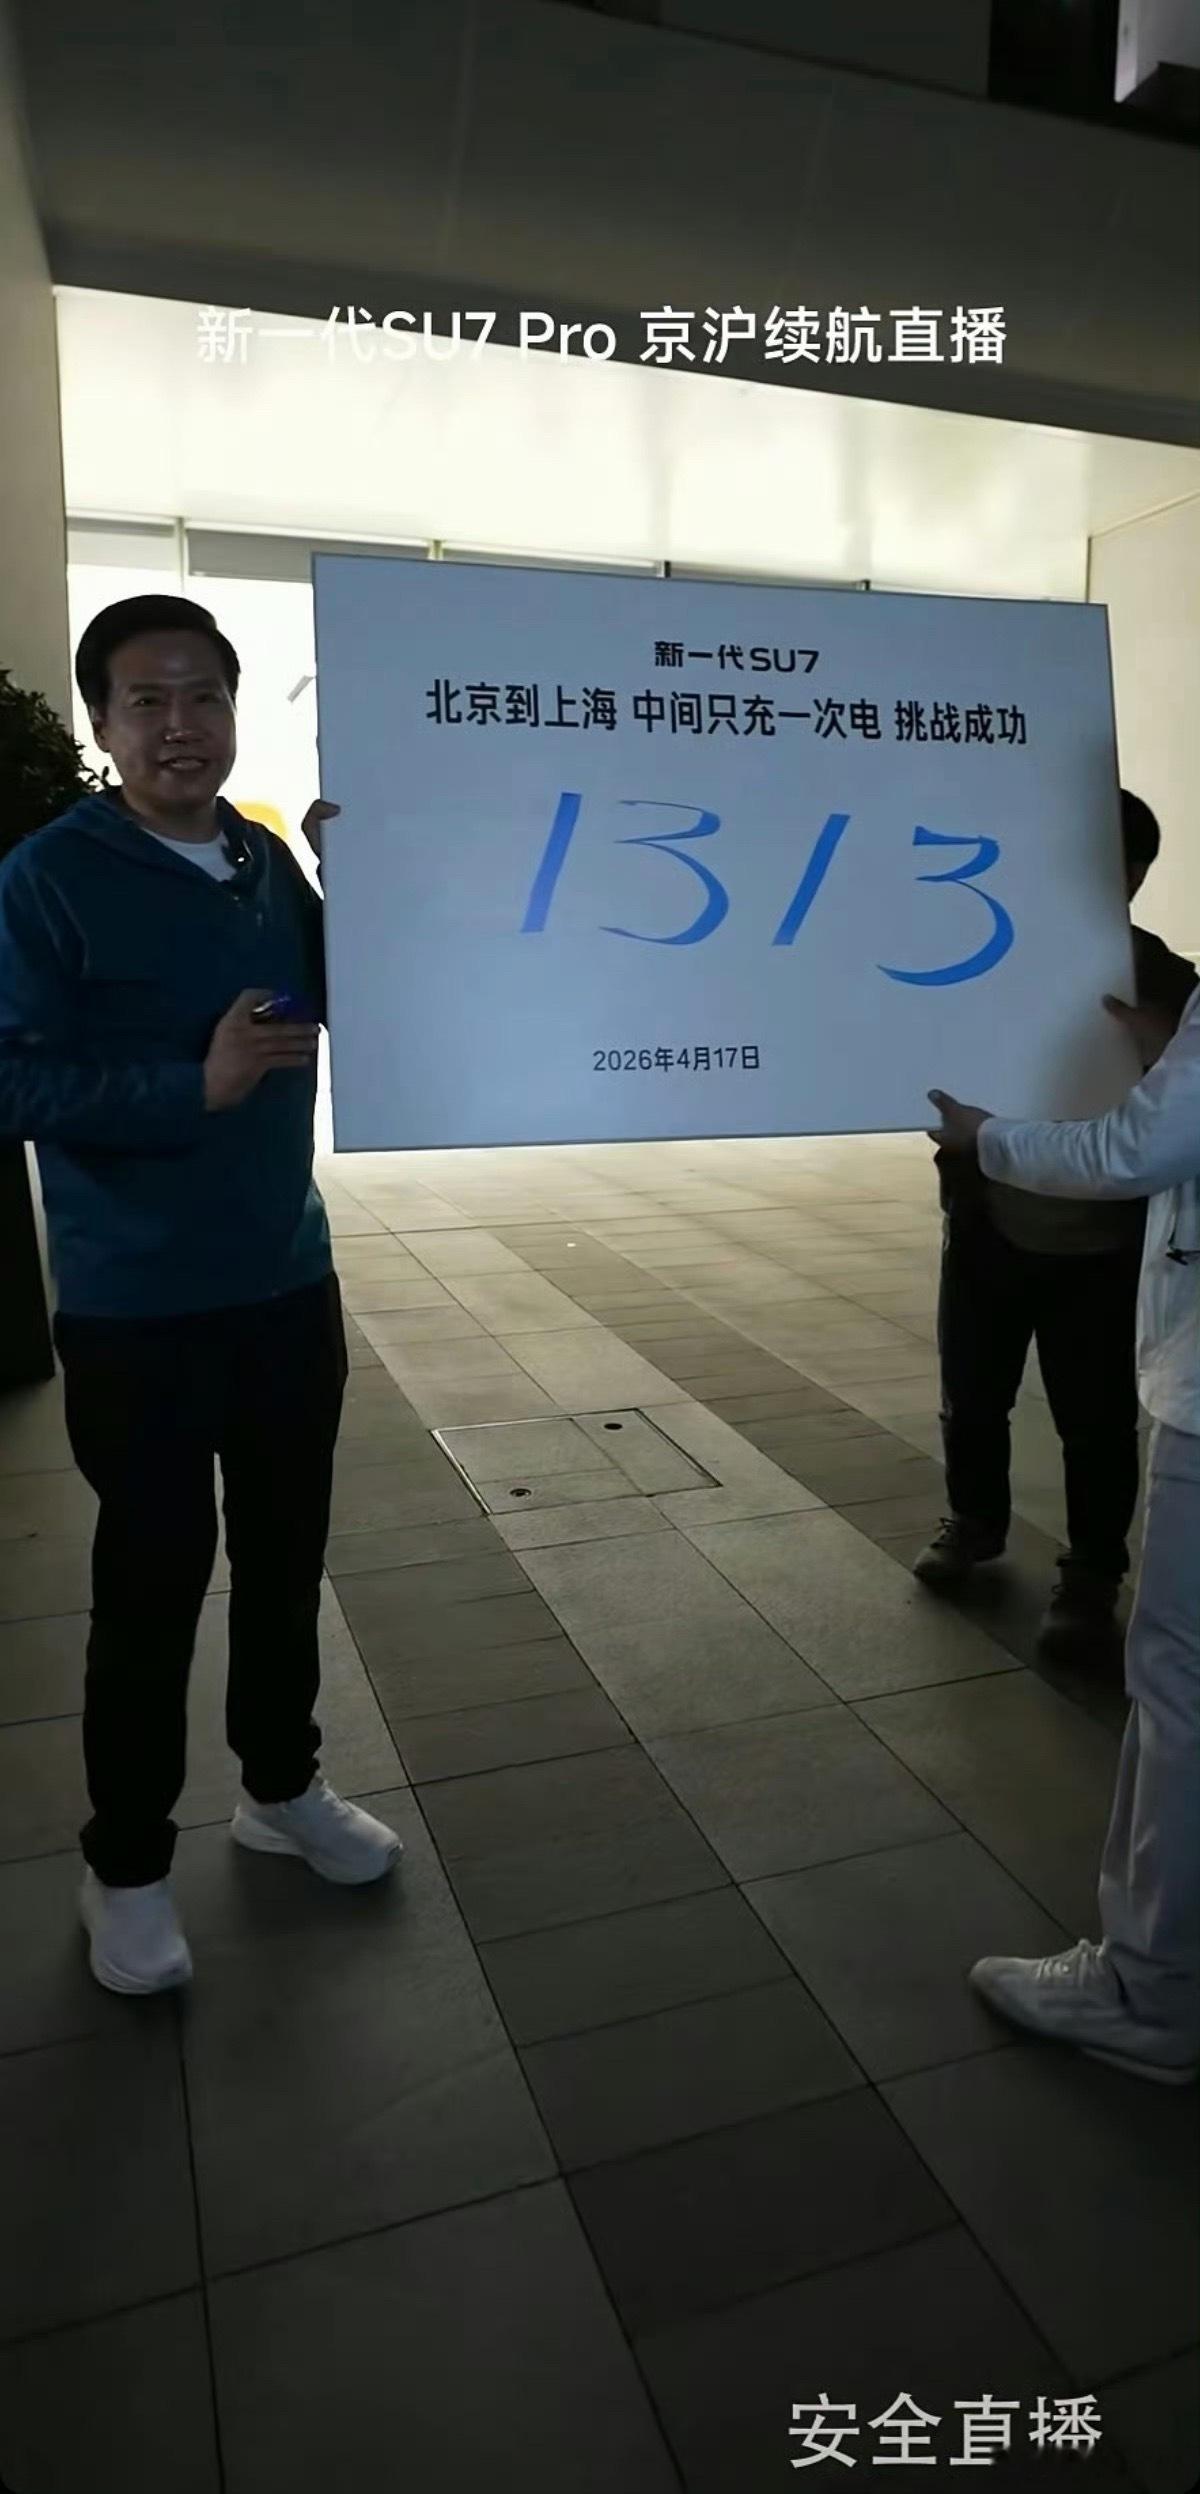 新一代SU7 Pro 京沪续航直播
新一代SU7
北京到上海 中间只充一次电 挑战成功
1313
2026年4月17日
安全直播